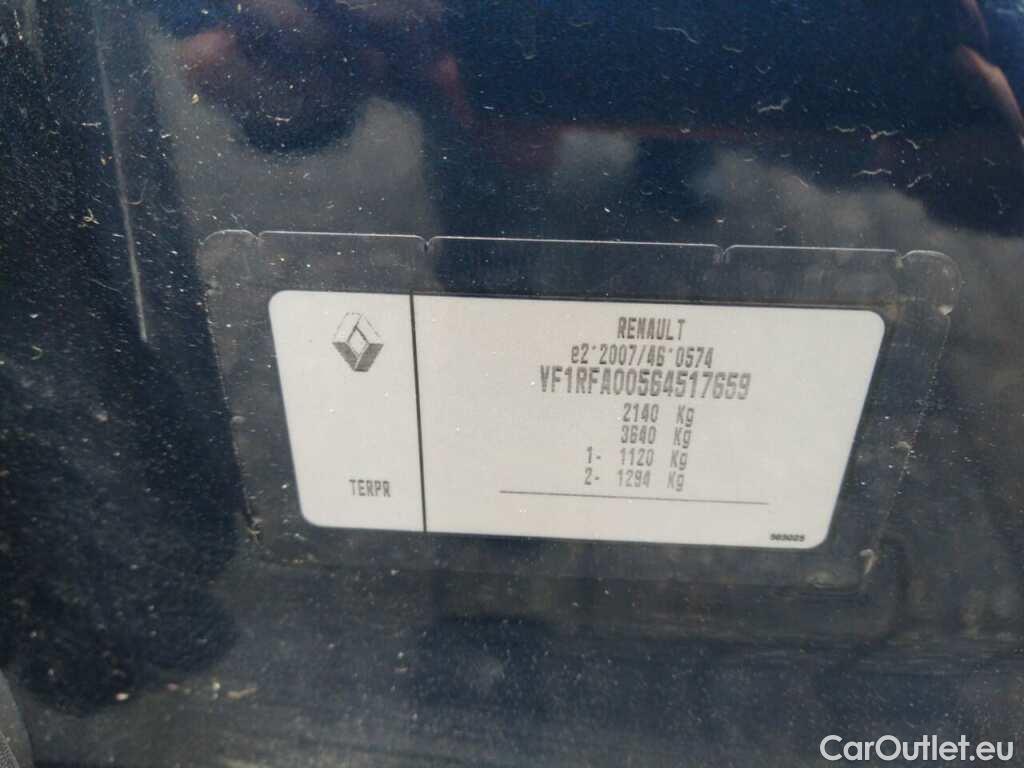 RENAULT
e2*2007/46*0574
VF1RFA00564517659
2140 Kg
3640 Kg
1- 1120 Kg
2- 1294 Kg
TERPR
503025
CarOutlet.eu